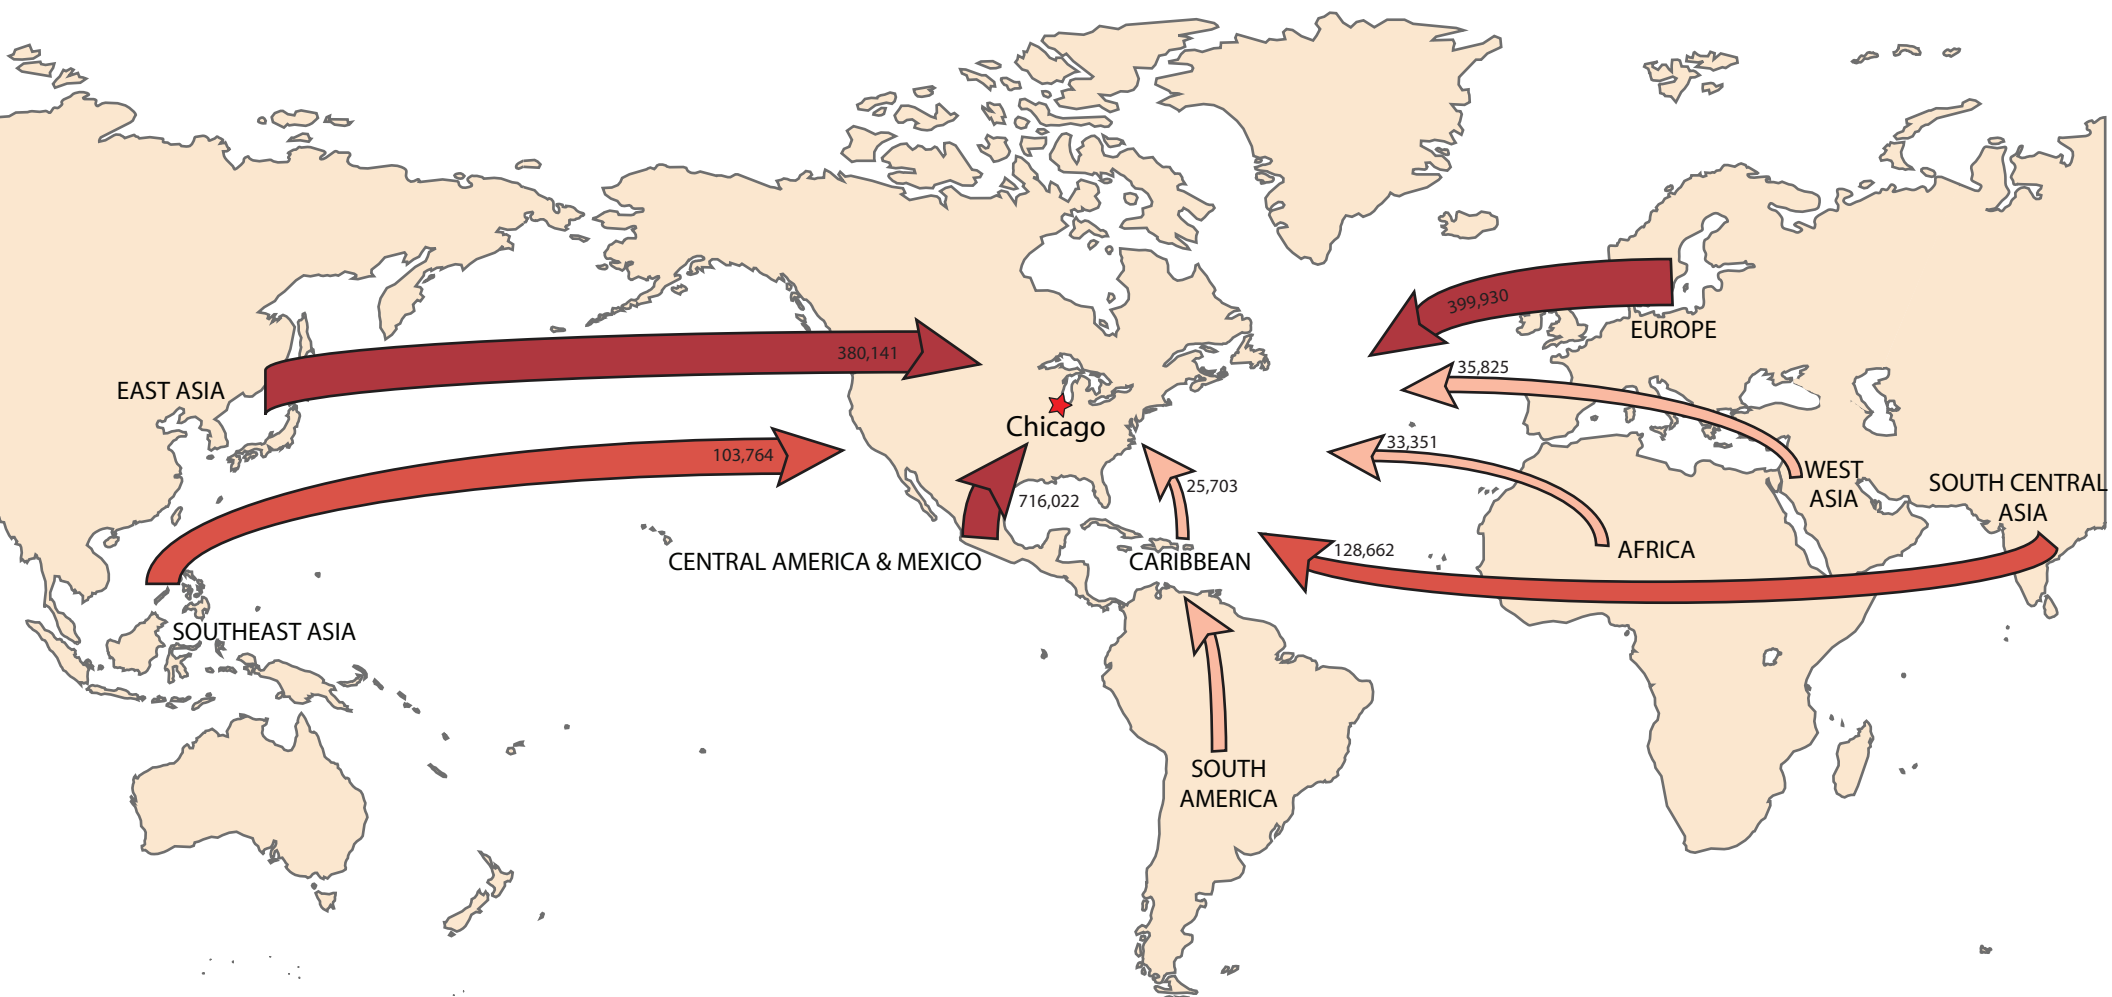 399,930
EUROPE
380,141
35,825
EAST ASIA
Chicago
103,764
33,351
WEST
ASIA
SOUTH CENTRAL
ASIA
716,022
25,703
CENTRAL AMERICA & MEXICO
CARIBBEAN
128,662
AFRICA
SOUTHEAST ASIA
SOUTH
AMERICA